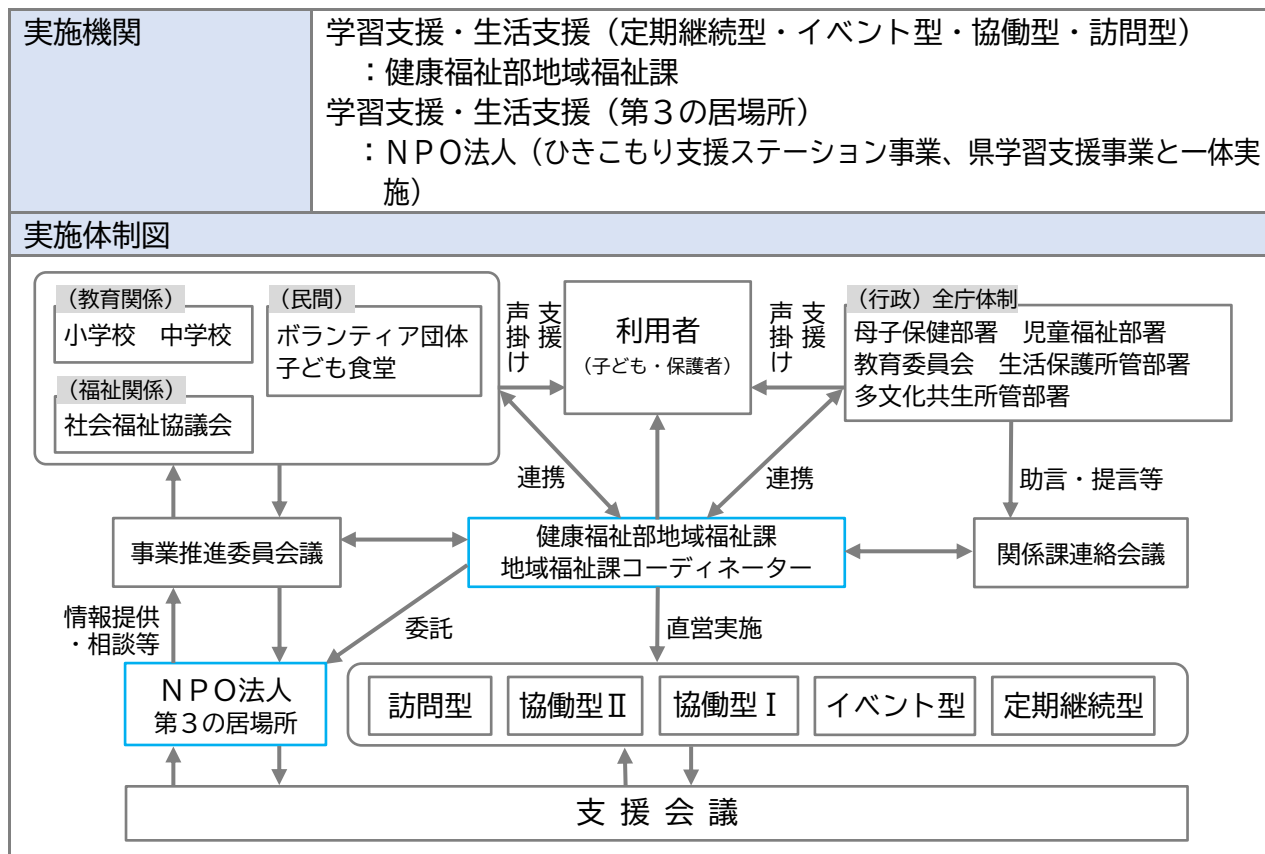 実施機関
学習支援・生活支援（定期継続型・イベント型・協働型・訪問型）
：健康福祉部地域福祉課
学習支援・生活支援（第３の居場所）
：ＮＰＯ法人（ひきこもり支援ステーション事業、県学習支援事業と一体実
施）
実施体制図
（教育関係）
小学校　中学校
（民間）
ボランティア団体
子ども食堂
（福祉関係）
社会福祉協議会
支援
声掛け
利用者
（子ども・保護者）
支援
声掛け
（行政）全庁体制
母子保健部署　児童福祉部署
教育委員会　生活保護所管部署
多文化共生所管部署
連携
連携
助言・提言等
事業推進委員会議
健康福祉部地域福祉課
地域福祉課コーディネーター
関係課連絡会議
情報提供
・相談等
委託
直営実施
ＮＰＯ法人
第３の居場所
訪問型
協働型Ⅱ
協働型Ⅰ
イベント型
定期継続型
支援会議